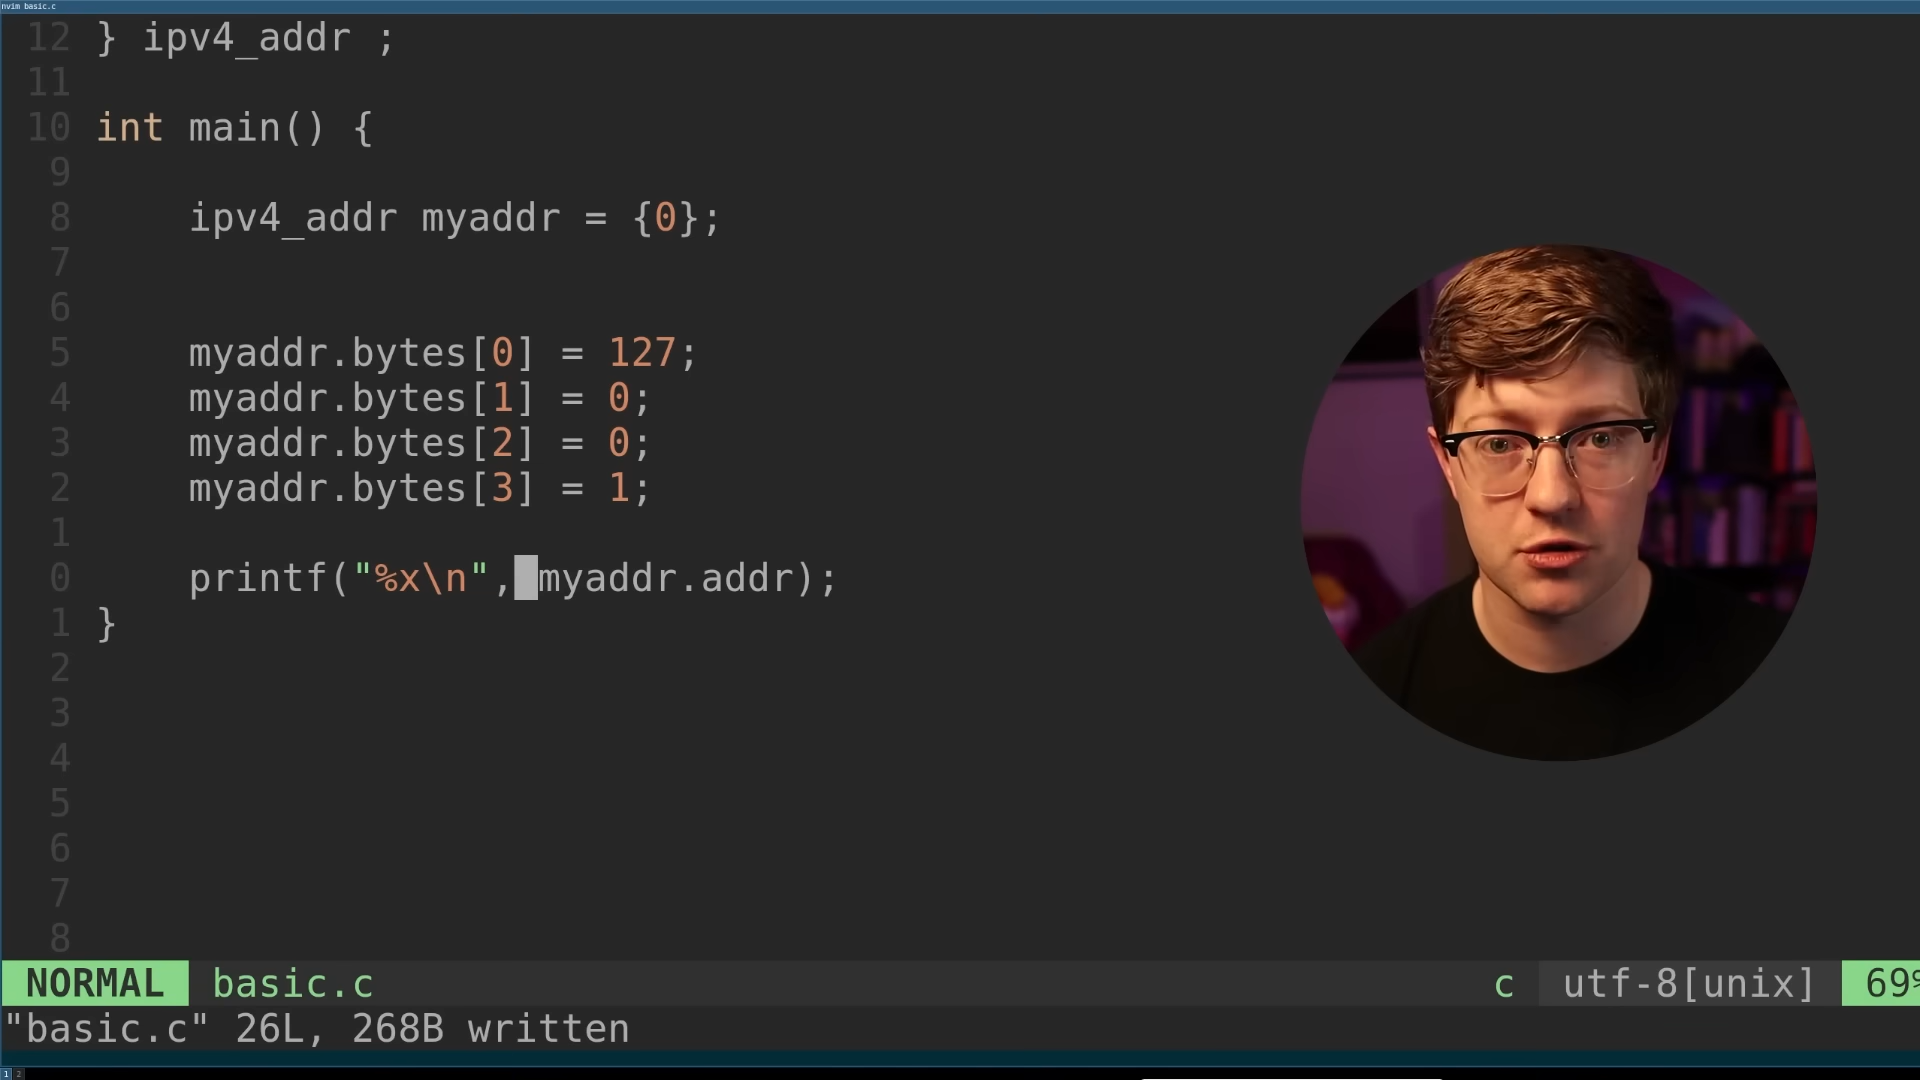 nvim basic.c
12 } ipv4_addr ;
11
10 int main() {
9
8 ipv4_addr myaddr = {0};
7
6
5 myaddr.bytes[0] = 127;
4 myaddr.bytes[1] = 0;
3 myaddr.bytes[2] = 0;
2 myaddr.bytes[3] = 1;
1
0 printf("%x\n", myaddr.addr);
1 }
2
3
4
5
6
7
8
NORMAL basic.c c utf-8[unix] 69%
"basic.c" 26L, 268B written
1 2